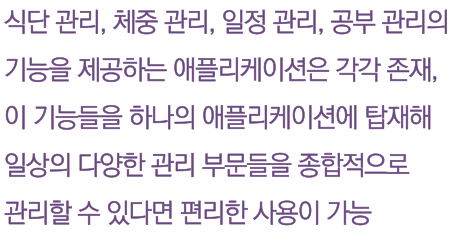 식단 관리, 체중 관리, 일정 관리, 공부 관리의
기능을 제공하는 애플리케이션은 각각 존재,
이 기능들을 하나의 애플리케이션에 탑재해
일상의 다양한 관리 부문들을 종합적으로
관리할 수 있다면 편리한 사용이 가능